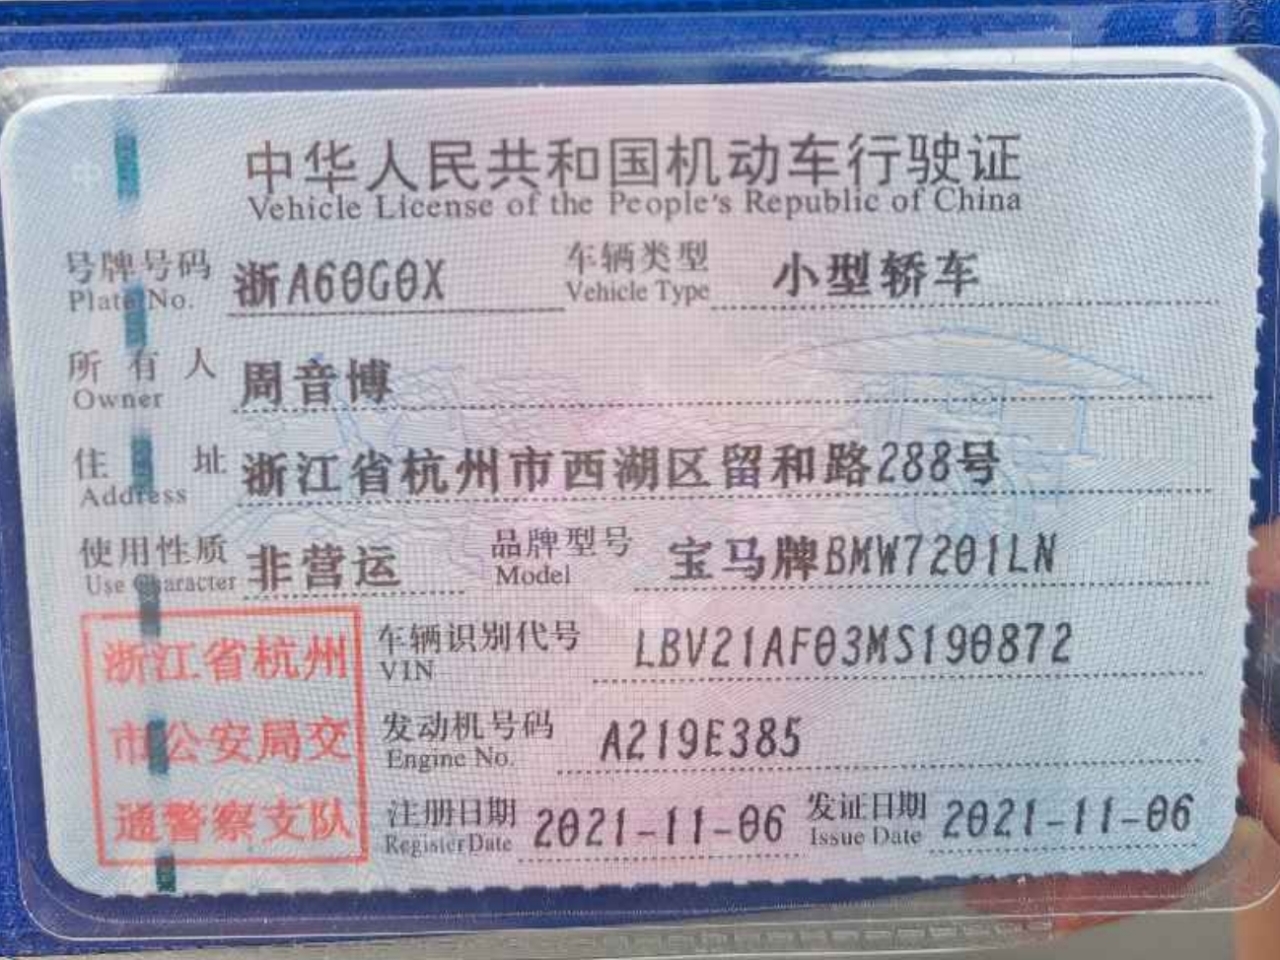 中华人民共和国机动车行驶证
Vehicle License of the People's Republic of China
号牌号码 浙A60G0X 车辆类型 小型轿车
Plate No. Vehicle Type
所有人 周音博
Owner
住址 浙江省杭州市西湖区留和路288号
Address
使用性质 非营运 品牌型号 宝马牌BMW7201LN
Use Character Model
浙江省杭州
市公安局交
通警察支队
车辆识别代号 LBV21AF03MS190872
VIN
发动机号码 A219E385
Engine No.
注册日期 2021-11-06 发证日期 2021-11-06
Register Date Issue Date